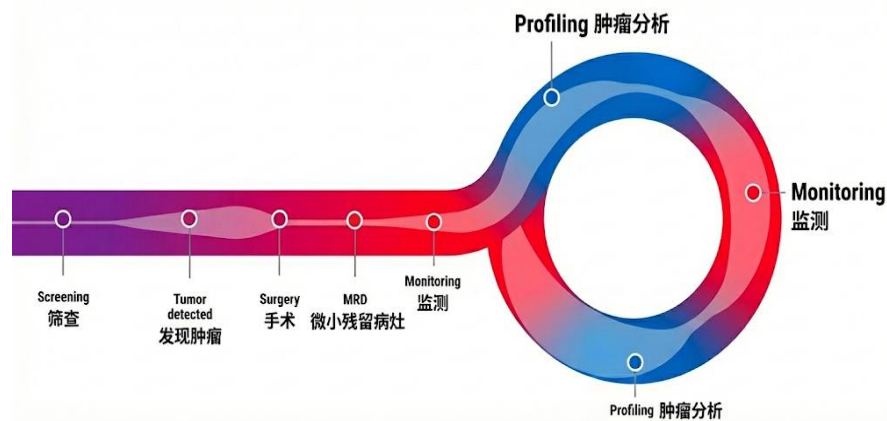 Profiling 肿瘤分析
Monitoring
监测
Screening
筛查
Tumor
detected
发现肿瘤
Surgery
手术
MRD
微小残留病灶
Monitoring
监测
Profiling 肿瘤分析